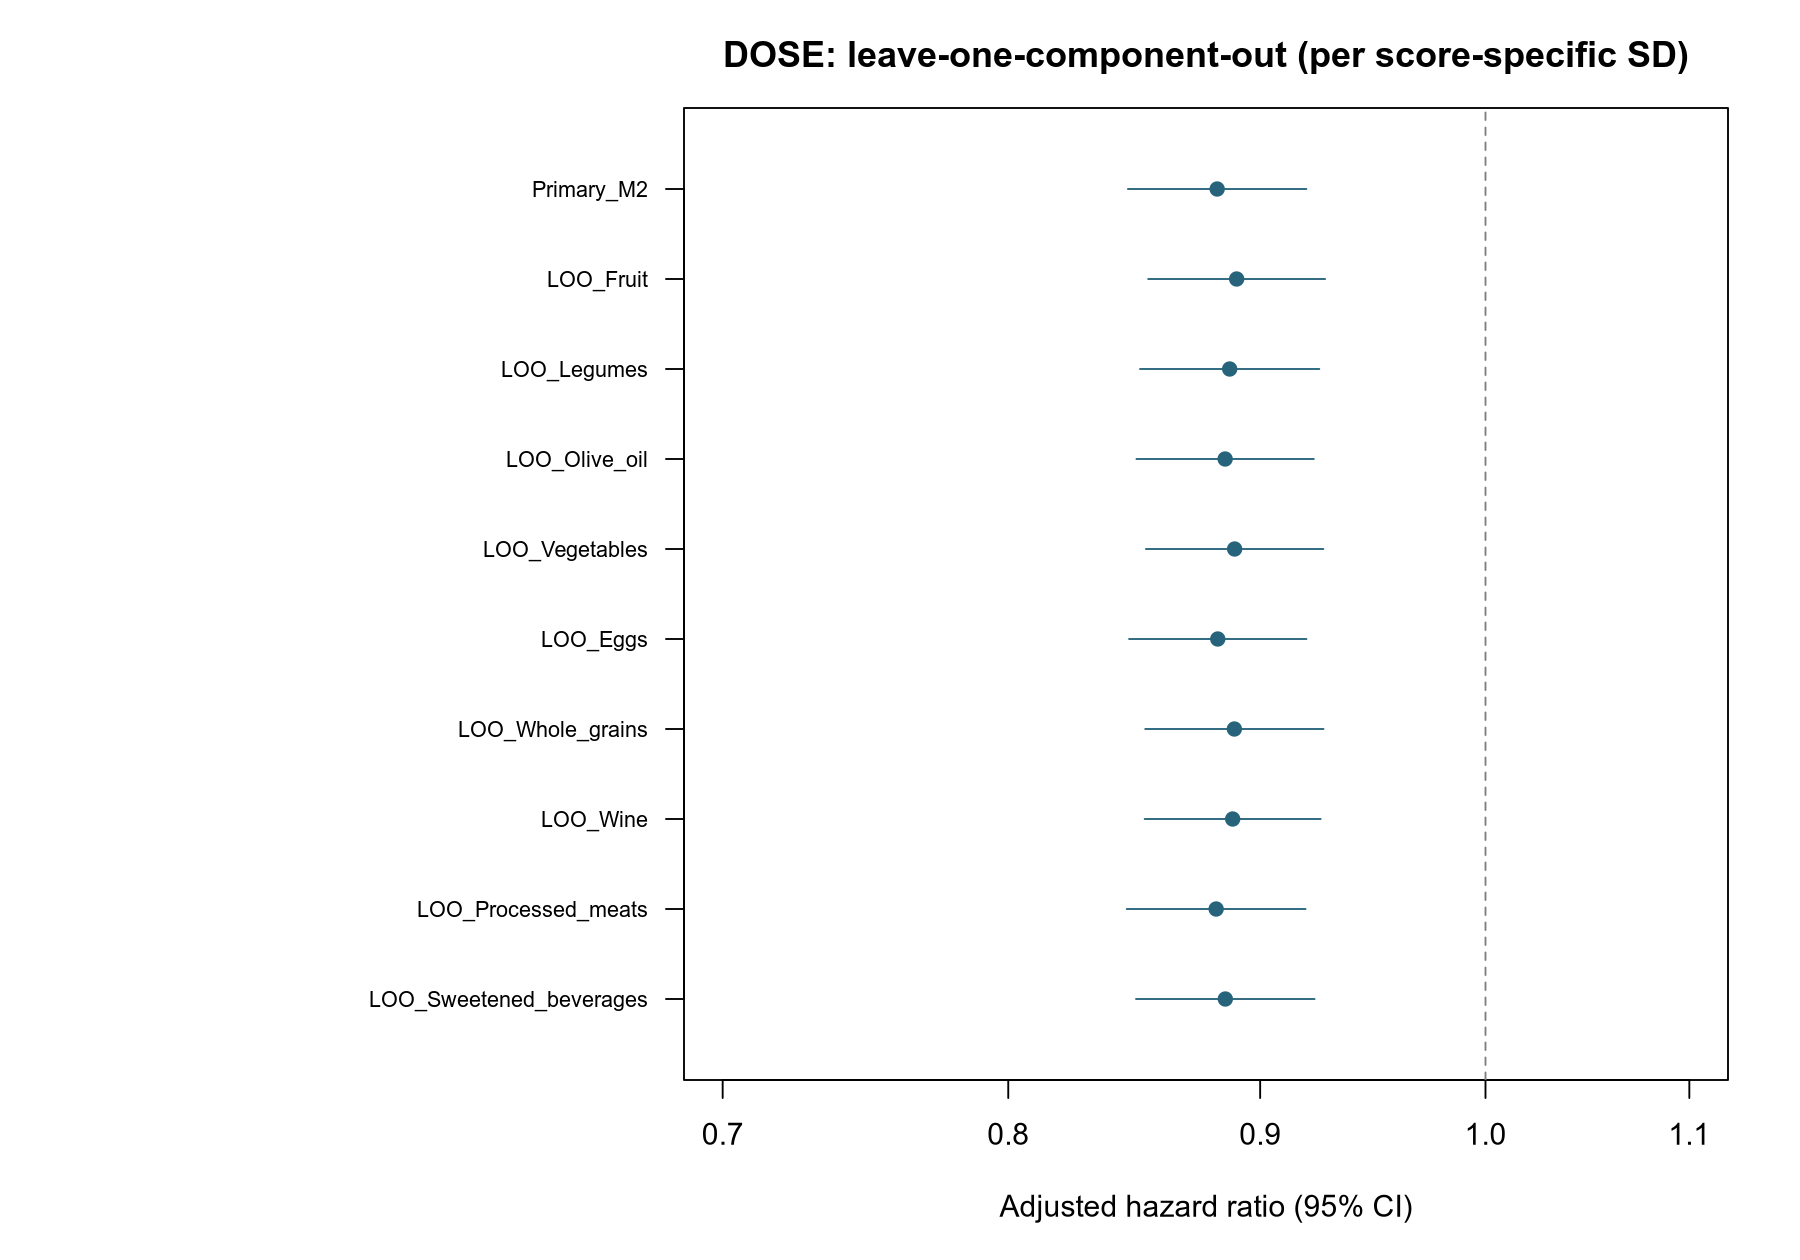 DOSE: leave-one-component-out (per score-specific SD)
Primary_M2
LOO_Fruit
LOO_Legumes
LOO_Olive_oil
LOO_Vegetables
LOO_Eggs
LOO_Whole_grains
LOO_Wine
LOO_Processed_meats
LOO_Sweetened_beverages
0.7 0.8 0.9 1.0 1.1
Adjusted hazard ratio (95% CI)